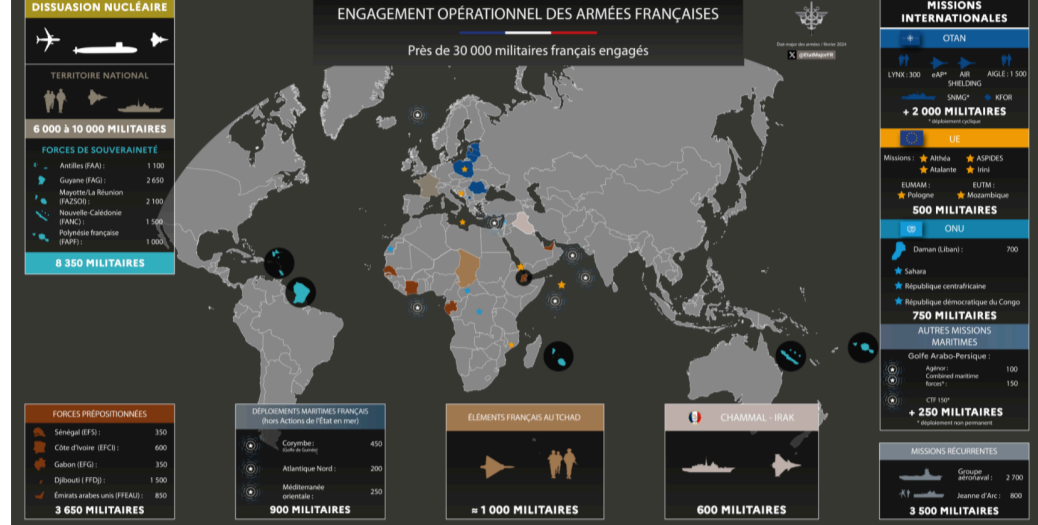 DISSUASION NUCLÉAIRE
TERRITOIRE NATIONAL
6 000 à 10 000 MILITAIRES
FORCES DE SOUVERAINETÉ
Antilles (FAA) : 1 100
Guyane (FAG) : 2 650
Mayotte/La Réunion
(FAZSOI) : 2 100
Nouvelle-Calédonie
(FANC) : 1 500
Polynésie française
(FAPF) : 1 000
8 350 MILITAIRES
ENGAGEMENT OPÉRATIONNEL DES ARMÉES FRANÇAISES
Près de 30 000 militaires français engagés
Etat-major des armées / février 2024
X @EtatMajorFR
MISSIONS
INTERNATIONALES
OTAN
LYNX : 300 eAP* AIR AIGLE : 1 500
SHIELDING
SNMG* KFOR
+ 2 000 MILITAIRES
* déploiement cyclique
UE
Missions : Althéa ASPIDES
Atalante Irini
EUMAM : EUTM :
Pologne Mozambique
500 MILITAIRES
ONU
Daman (Liban) : 700
Sahara
République centrafricaine
République démocratique du Congo
750 MILITAIRES
AUTRES MISSIONS
MARITIMES
Golfe Arabo-Persique :
Agénor : 100
Combined maritime
forces* : 150
CTF 150*
+ 250 MILITAIRES
* déploiement non permanent
FORCES PRÉPOSITIONNÉES
Sénégal (EFS) : 350
Côte d'Ivoire (EFCI) : 600
Gabon (EFG) : 350
Djibouti ( FFDj) : 1 500
Émirats arabes unis (FFEAU) : 850
3 650 MILITAIRES
DÉPLOIEMENTS MARITIMES FRANÇAIS
(hors Actions de l'État en mer)
Corymbe : 450
Golfe de Guinée)
Atlantique Nord : 200
Méditerranée
orientale : 250
900 MILITAIRES
ÉLÉMENTS FRANÇAIS AU TCHAD
≈ 1 000 MILITAIRES
CHAMMAL - IRAK
600 MILITAIRES
MISSIONS RÉCURRENTES
Groupe
aéronaval : 2 700
Jeanne d'Arc : 800
3 500 MILITAIRES